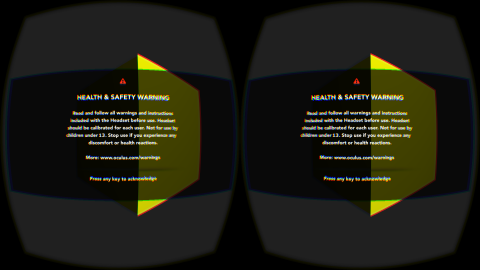 HEALTH & SAFETY WARNING
Read and follow all warnings and instructions
included with the Headset before use. Headset
should be calibrated for each user. Not for use by
children under 13. Stop use if you experience any
discomfort or health reactions.
More: www.oculus.com/warnings
Press any key to acknowledge
HEALTH & SAFETY WARNING
Read and follow all warnings and instructions
included with the Headset before use. Headset
should be calibrated for each user. Not for use by
children under 13. Stop use if you experience any
discomfort or health reactions.
More: www.oculus.com/warnings
Press any key to acknowledge